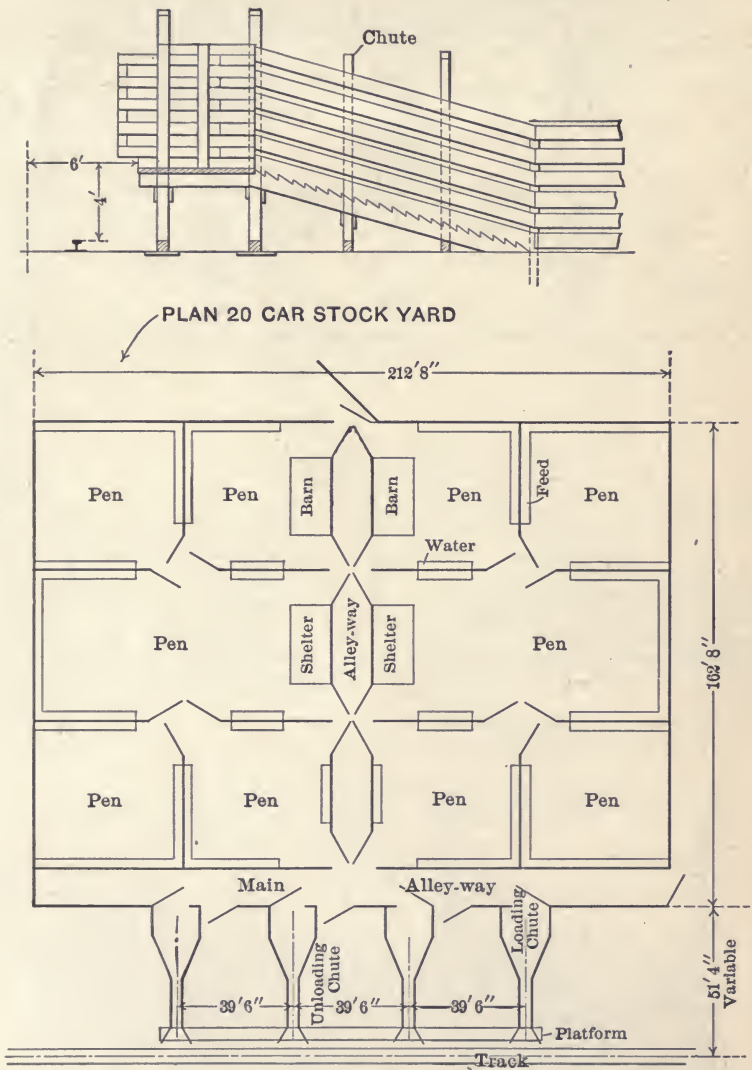 Chute
6'
4'
PLAN 20 CAR STOCK YARD
212'8"
Pen
Pen
Barn
Barn
Pen
Feed
Pen
Water
Pen
Shelter
Alley-way
Shelter
Pen
162'8"
Pen
Pen
Pen
Pen
Main Alley-way
Unloading
Chute
Loading
Chute
39'6"
39'6"
39'6"
51'4"
Variable
Platform
Track